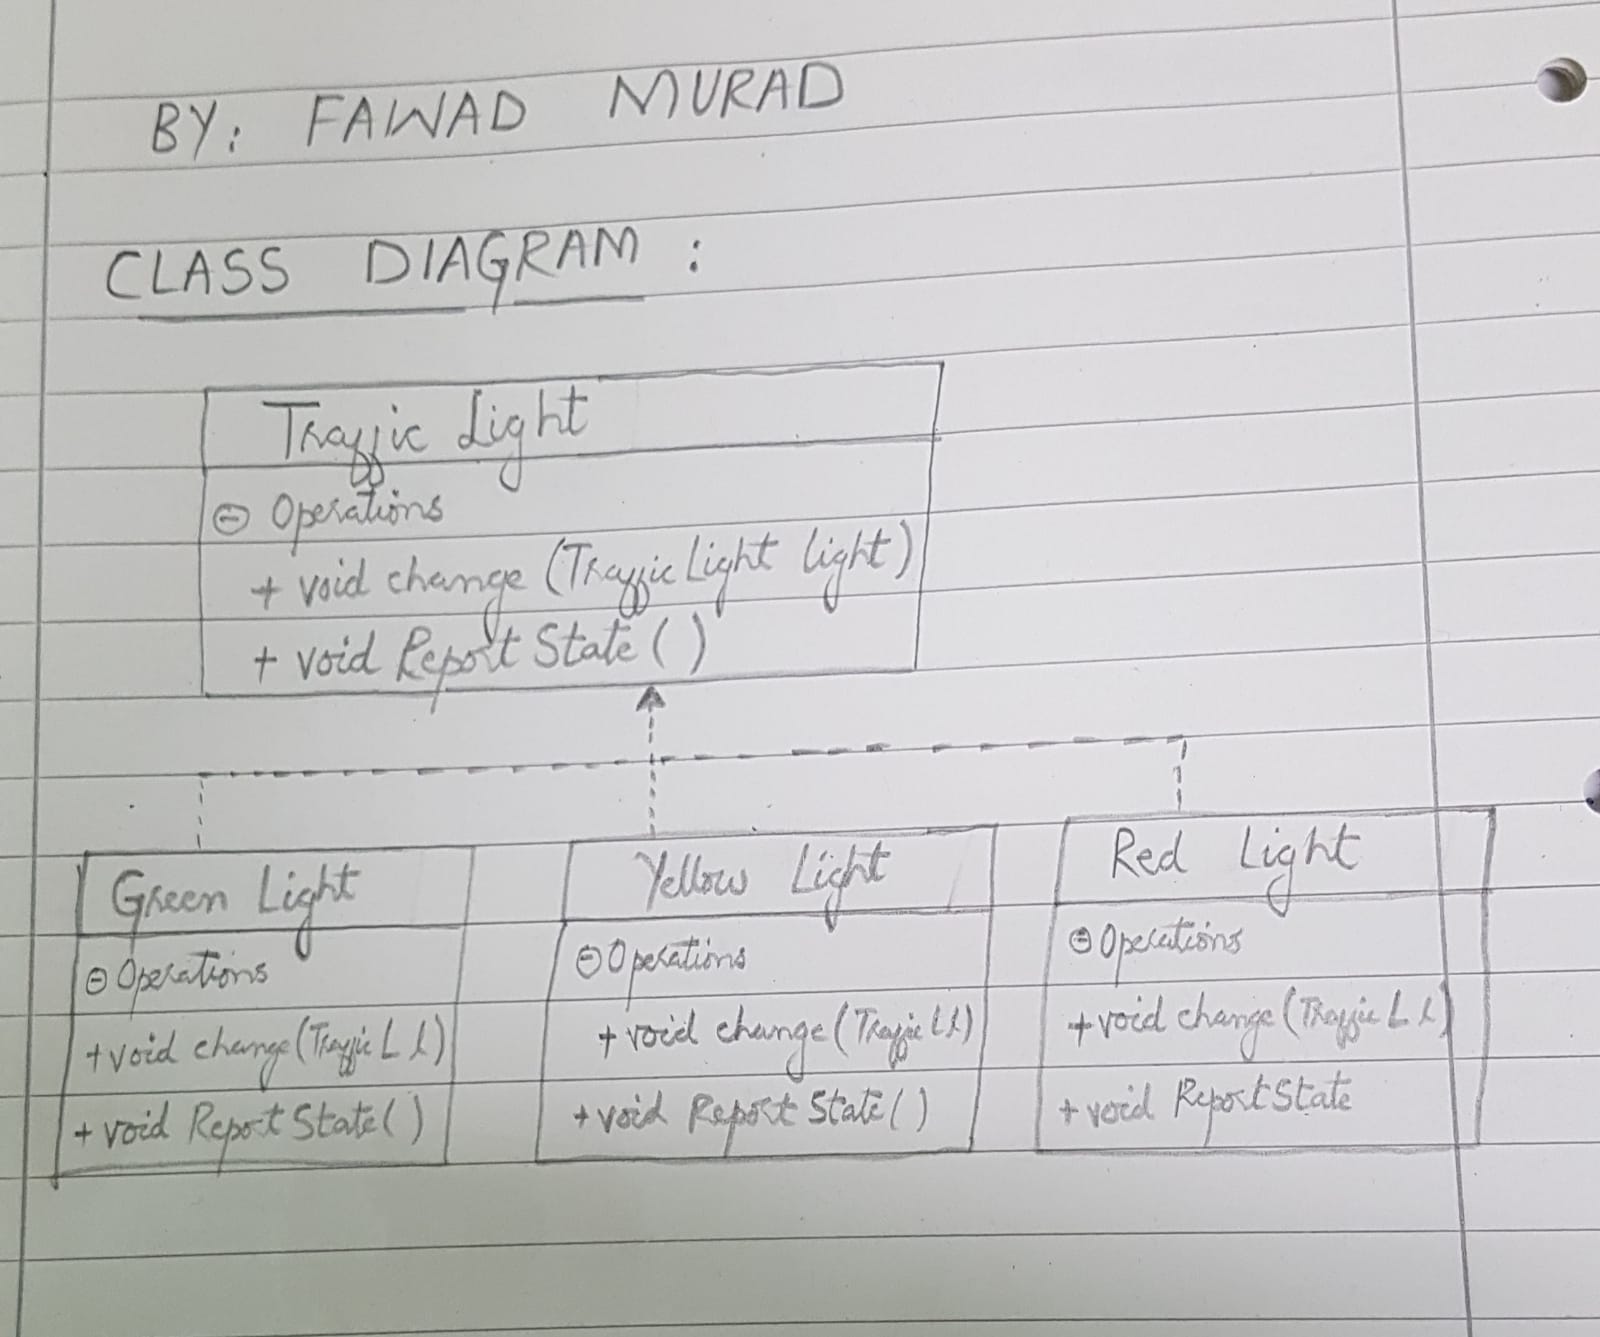 BY: FAWAD MURAD
CLASS DIAGRAM :
Traffic Light
⊖ Operations
+ void change (Traffic Light light)
+ void Report State ( )
Green Light
⊖ Operations
+ void change (Traffic L l)
+ void Report State ( )
Yellow Light
⊖ Operations
+ void change (Traffic L l)
+ void Report State ( )
Red Light
⊖ Operations
+ void change (Traffic L l)
+ void Report State